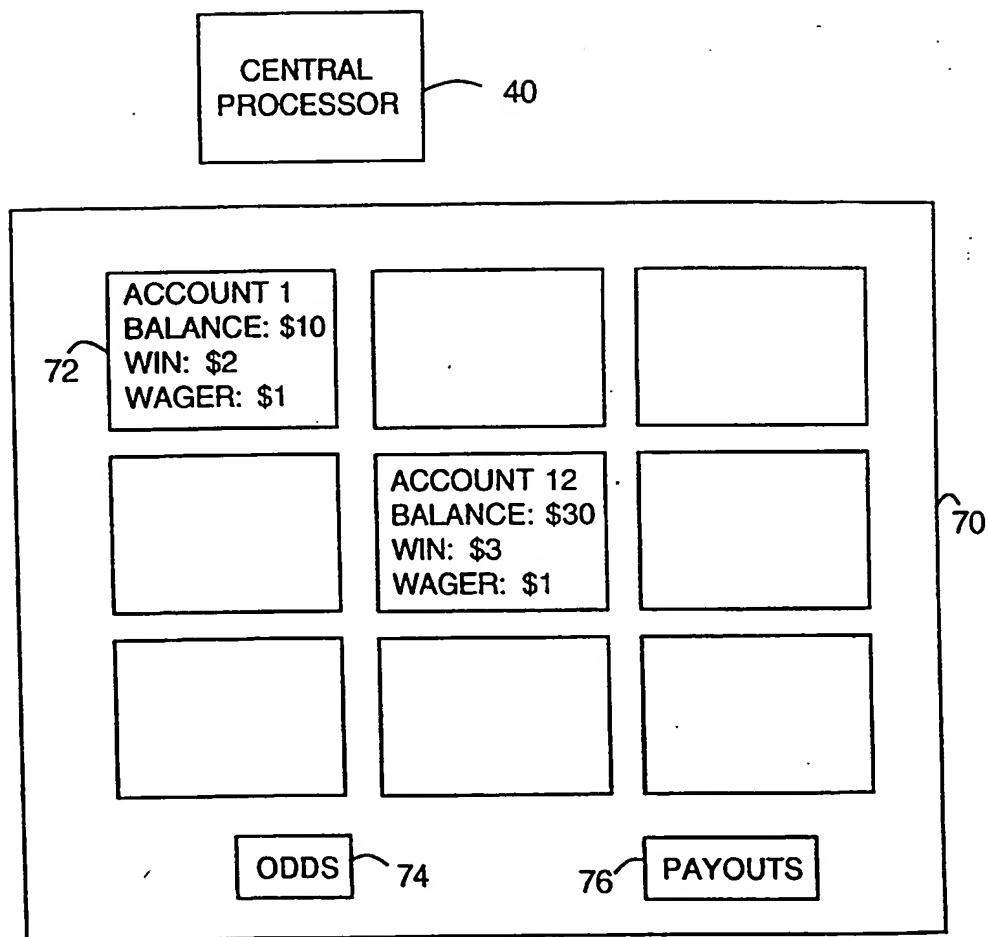 CENTRAL
PROCESSOR
40
ACCOUNT 1
BALANCE: $10
WIN: $2
WAGER: $1
72
ACCOUNT 12
BALANCE: $30
WIN: $3
WAGER: $1
70
ODDS
74
76
PAYOUTS